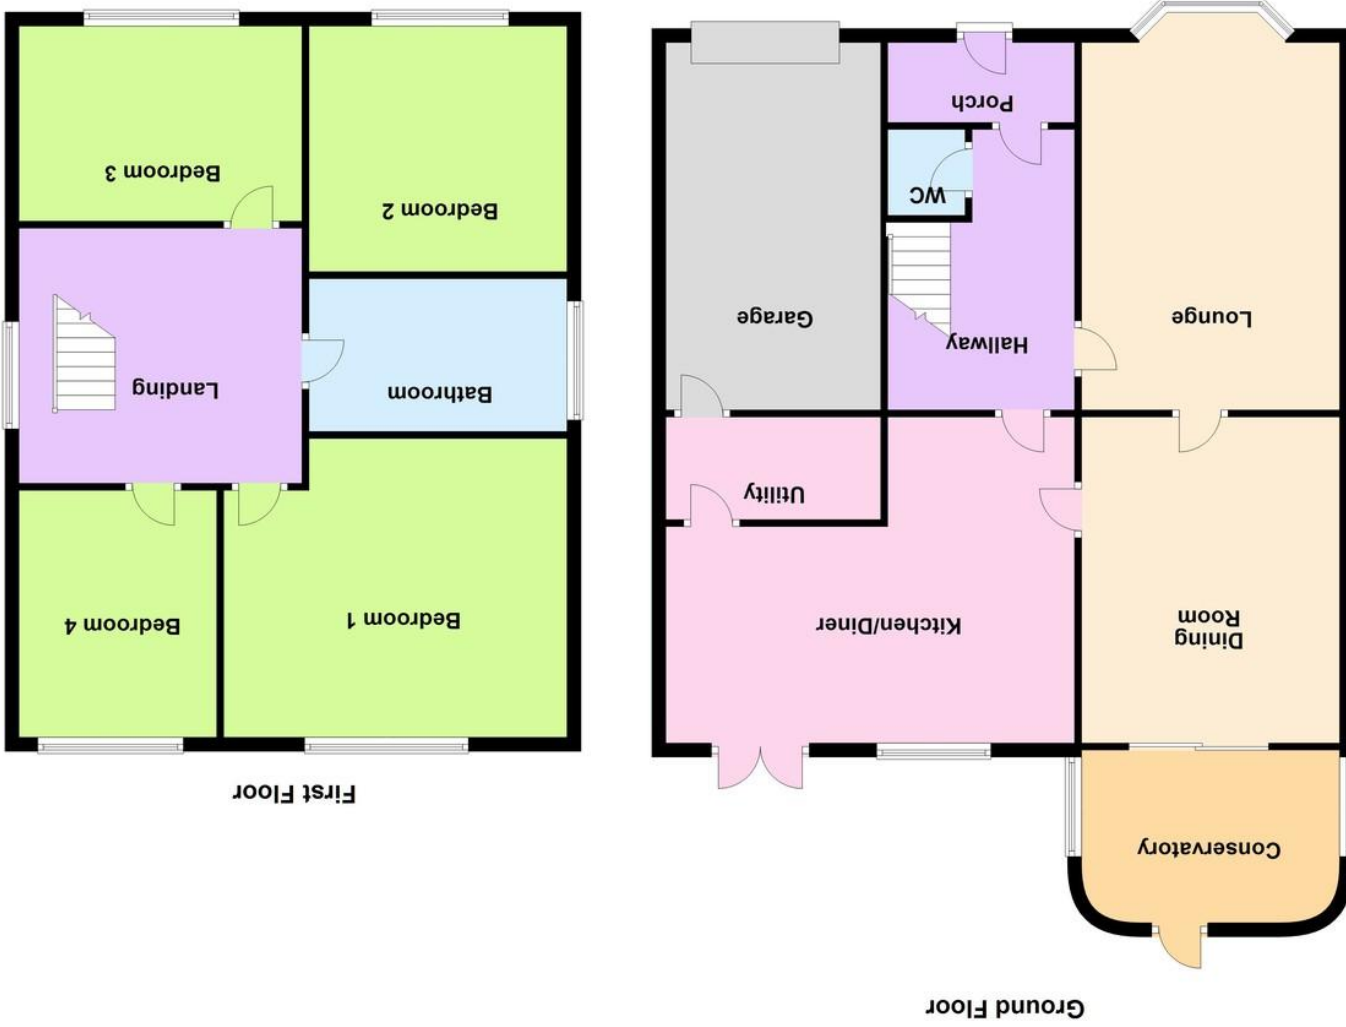 Ground Floor
Conservatory
Dining
Room
Kitchen/Diner
Utility
Hallway
Lounge
Garage
WC
Porch
First Floor
Bedroom 1
Bedroom 4
Bathroom
Landing
Bedroom 2
Bedroom 3